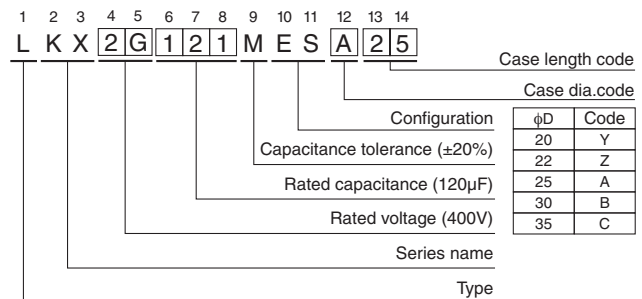 1 2 3 4 5 6 7 8 9 10 11 12 13 14
L K X 2 G 1 2 1 M E S A 2 5
Case length code
Case dia.code
Configuration
Capacitance tolerance (±20%)
Rated capacitance (120µF)
Rated voltage (400V)
Series name
Type
ϕD Code
20 Y
22 Z
25 A
30 B
35 C